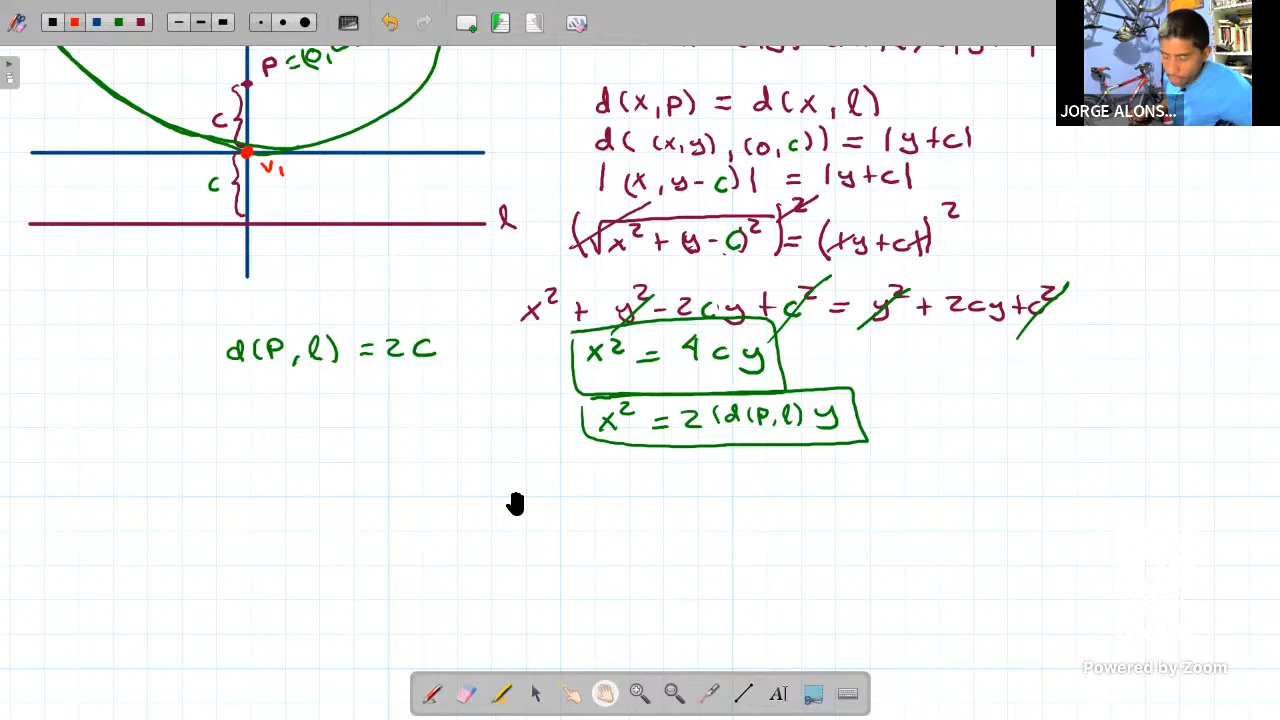 P = (0,
C
V1
C
l
d(P, l) = 2C
d(x, p) = d(x, l)
d((x,y), (0,c)) = |y+c|
|(x, y-c)| = |y+c|
(√x² + (y-c)²)² = (|y+c|)²
x² + y² - 2cy + c² = y² + 2cy + c²
x² = 4cy
x² = 2(d(P,l) y
JORGE ALONS...
AI
Powered by Zoom